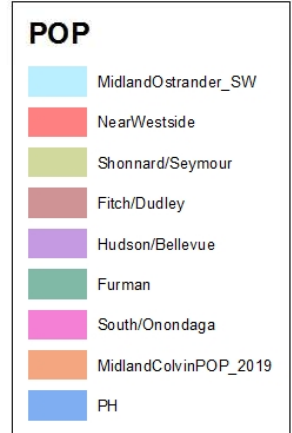 POP
MidlandOstrander_SW
NearWestside
Shonnard/Seymour
Fitch/Dudley
Hudson/Bellevue
Furman
South/Onondaga
MidlandColvinPOP_2019
PH